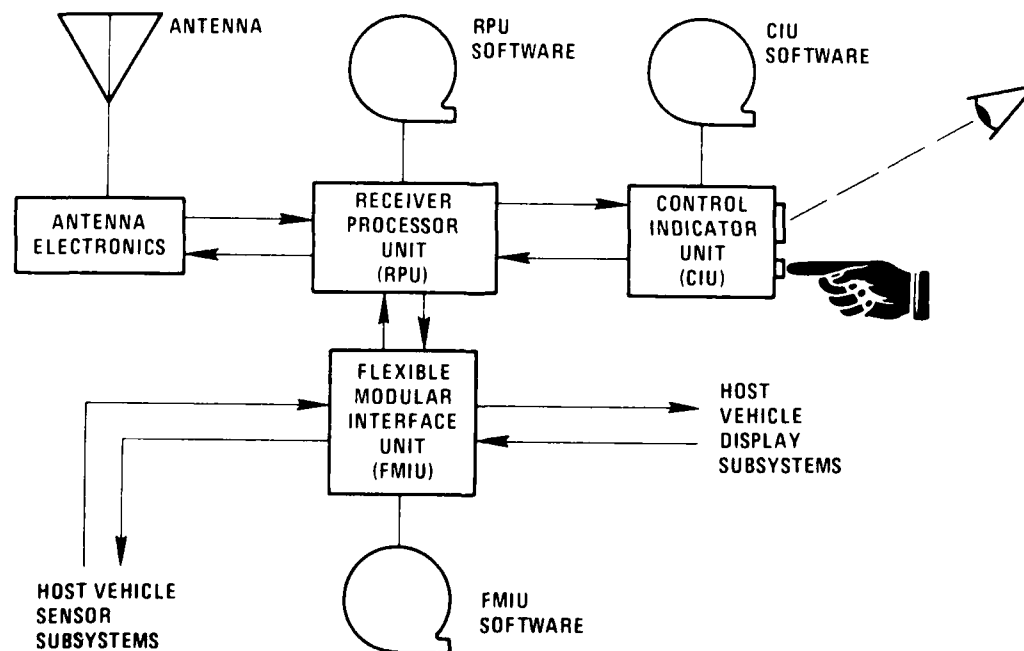 ANTENNA
RPU
SOFTWARE
CIU
SOFTWARE
ANTENNA
ELECTRONICS
RECEIVER
PROCESSOR
UNIT
(RPU)
CONTROL
INDICATOR
UNIT
(CIU)
FLEXIBLE
MODULAR
INTERFACE
UNIT
(FMIU)
HOST
VEHICLE
DISPLAY
SUBSYSTEMS
HOST VEHICLE
SENSOR
SUBSYSTEMS
FMIU
SOFTWARE